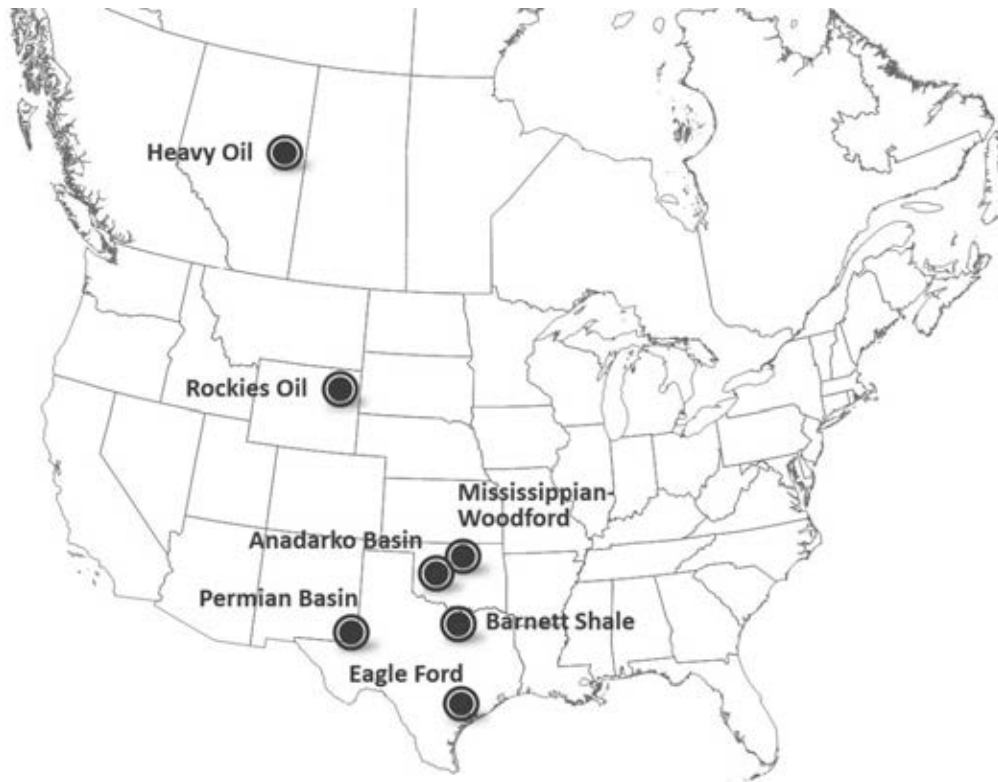 Heavy Oil
Rockies Oil
Mississippian-
Woodford
Anadarko Basin
Permian Basin
Barnett Shale
Eagle Ford